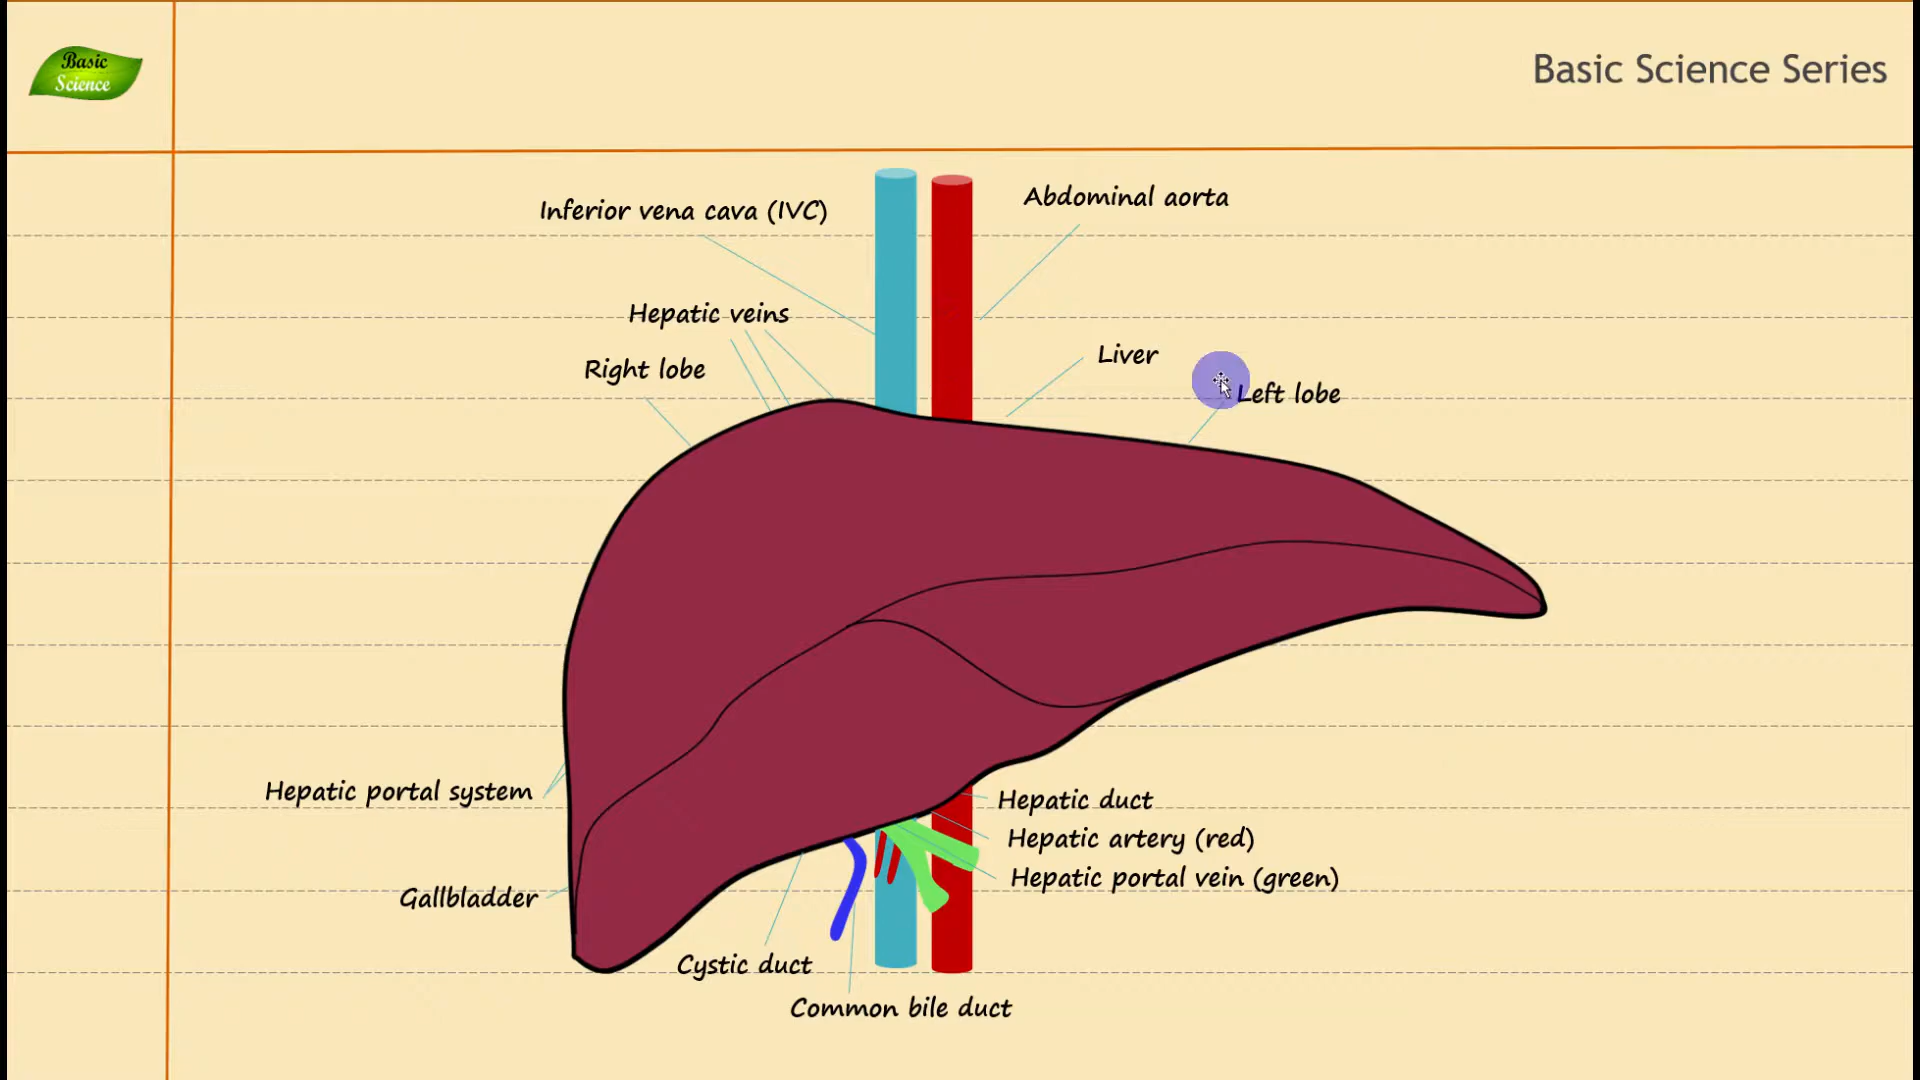 Basic
Science
Basic Science Series
Abdominal aorta
Inferior vena cava (IVC)
Hepatic veins
Liver
Right lobe
Left lobe
Hepatic portal system
Hepatic duct
Hepatic artery (red)
Hepatic portal vein (green)
Gallbladder
Cystic duct
Common bile duct